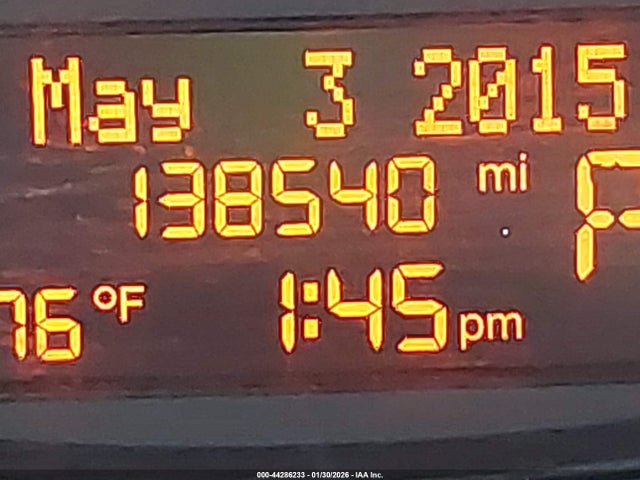 May 3 2015
138540 mi
P
76 °F 1:45 pm
000-44286233 - 01/30/2026 - IAA Inc.